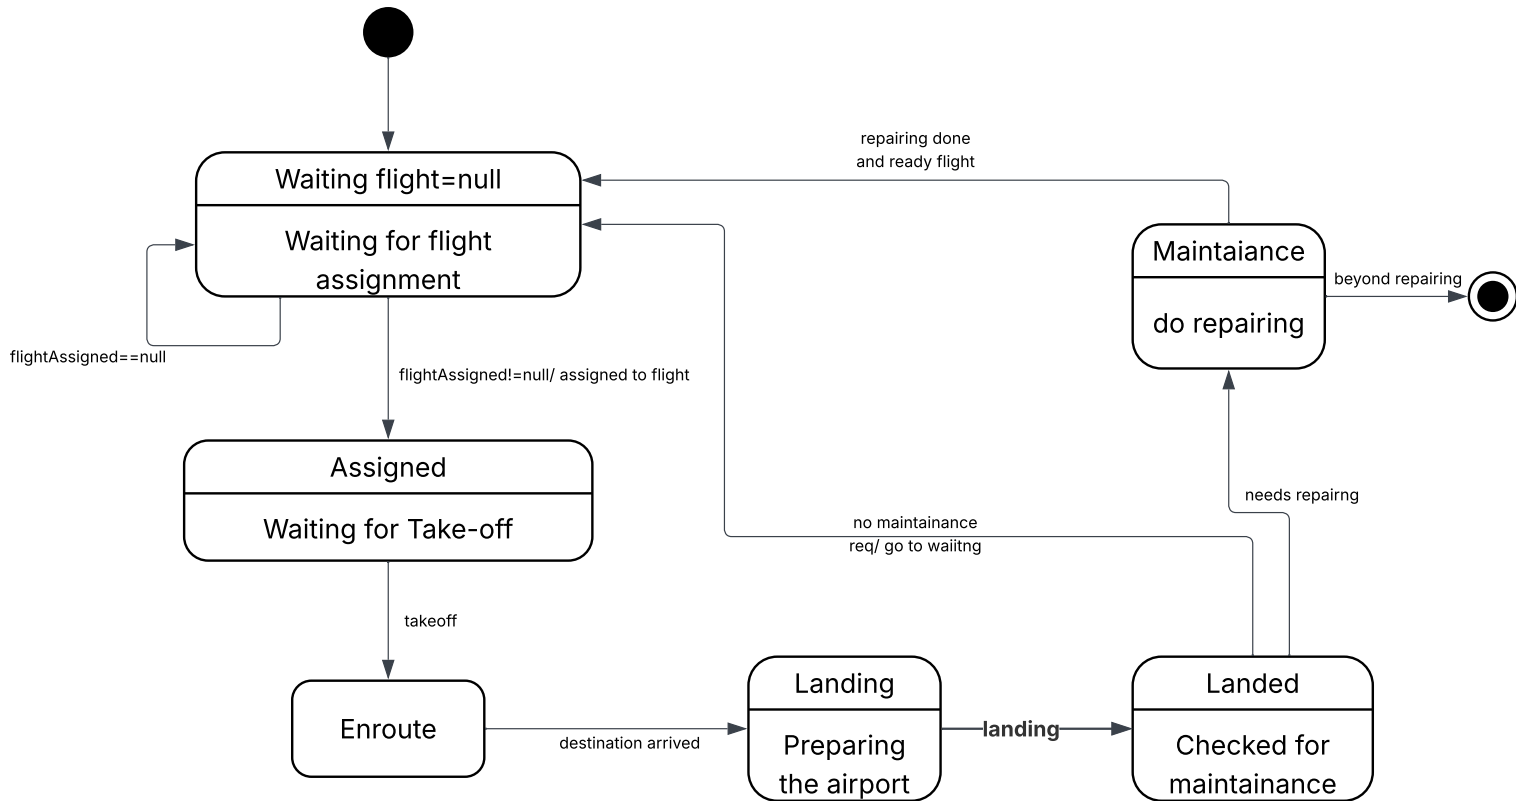 repairing done
and ready flight
Waiting flight=null
Waiting for flight
assignment
Maintaiance
do repairing
beyond repairing
flightAssigned==null
flightAssigned!=null/ assigned to flight
Assigned
Waiting for Take-off
needs repairng
no maintainance
req/ go to waiitng
takeoff
Enroute
destination arrived
Landing
Preparing
the airport
landing
Landed
Checked for
maintainance